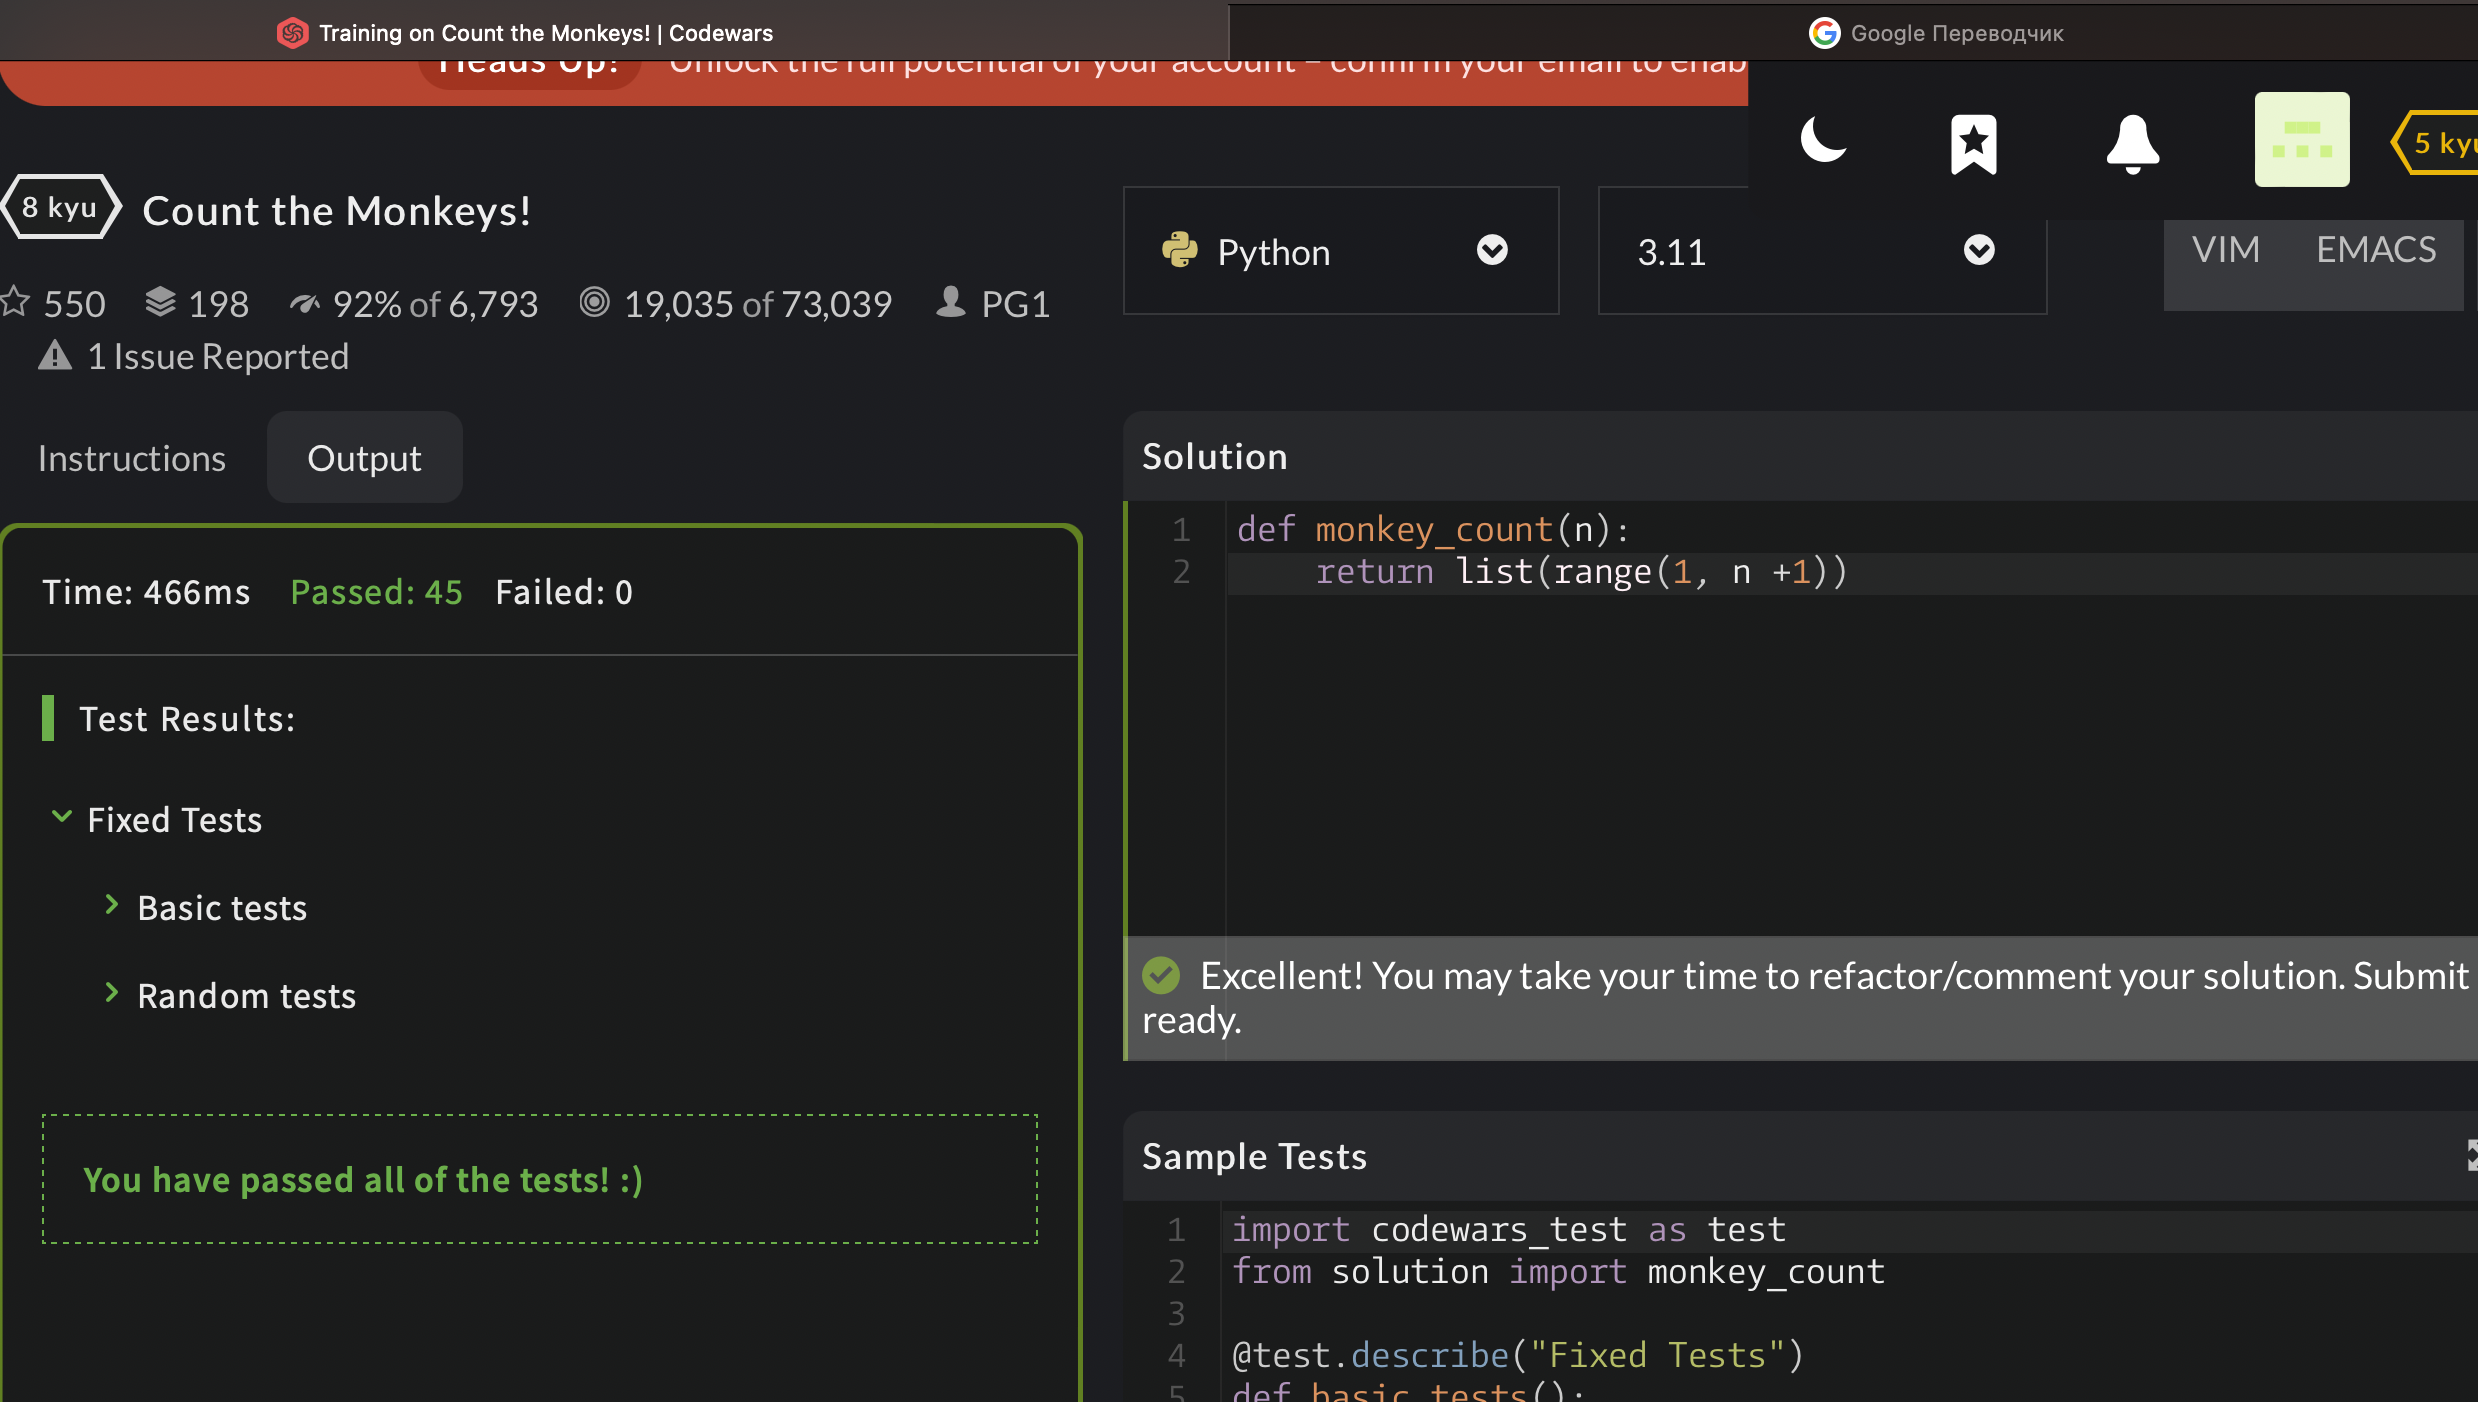 Training on Count the Monkeys! | Codewars
Google Переводчик
Heads Up!
Unlock the full potential of your account – confirm your email to enab
5 kyu
8 kyu
Count the Monkeys!
550
198
92% of 6,793
19,035 of 73,039
PG1
1 Issue Reported
Python
3.11
VIM
EMACS
Instructions
Output
Time: 466ms Passed: 45 Failed: 0
Test Results:
Fixed Tests
Basic tests
Random tests
You have passed all of the tests! :)
Solution
1 def monkey_count(n):
2     return list(range(1, n +1))
Excellent! You may take your time to refactor/comment your solution. Submit
ready.
Sample Tests
1 import codewars_test as test
2 from solution import monkey_count
3
4 @test.describe("Fixed Tests")
5 def basic_tests():